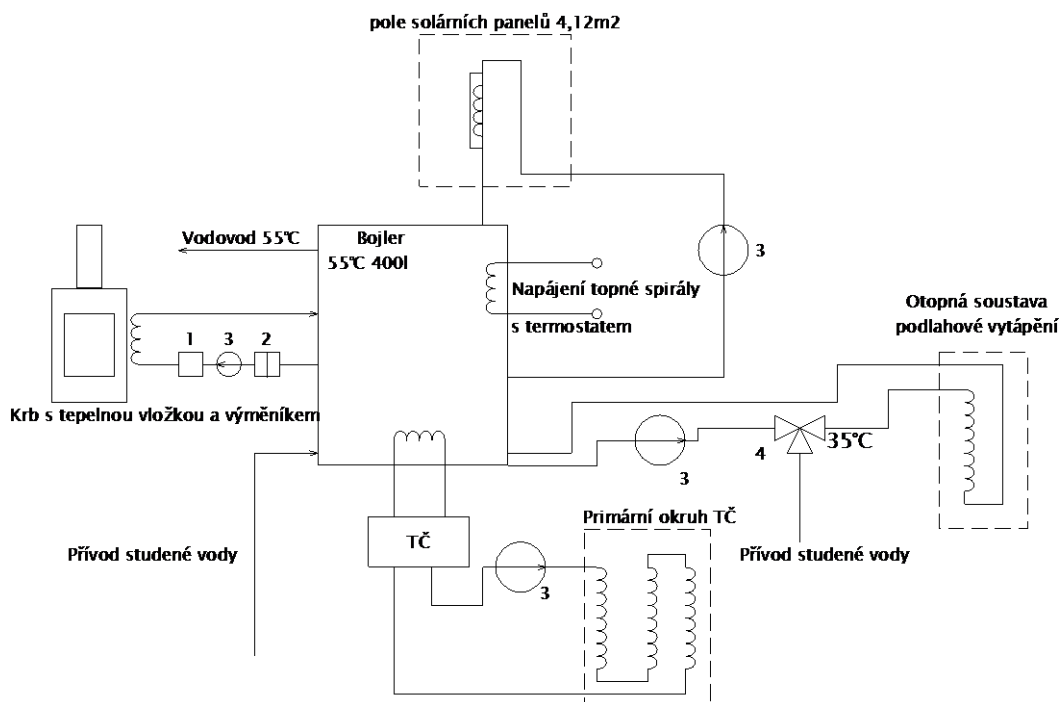 pole solárních panelů 4,12m2
3
Vodovod 55°C
Bojler
55°C 400l
Napájení topné spirály
s termostatem
Otopná soustava
podlahové vytápění
1
3
2
Krb s tepelnou vložkou a výměníkem
3
4
35°C
TČ
Primární okruh TČ
Přívod studené vody
Přívod studené vody
3